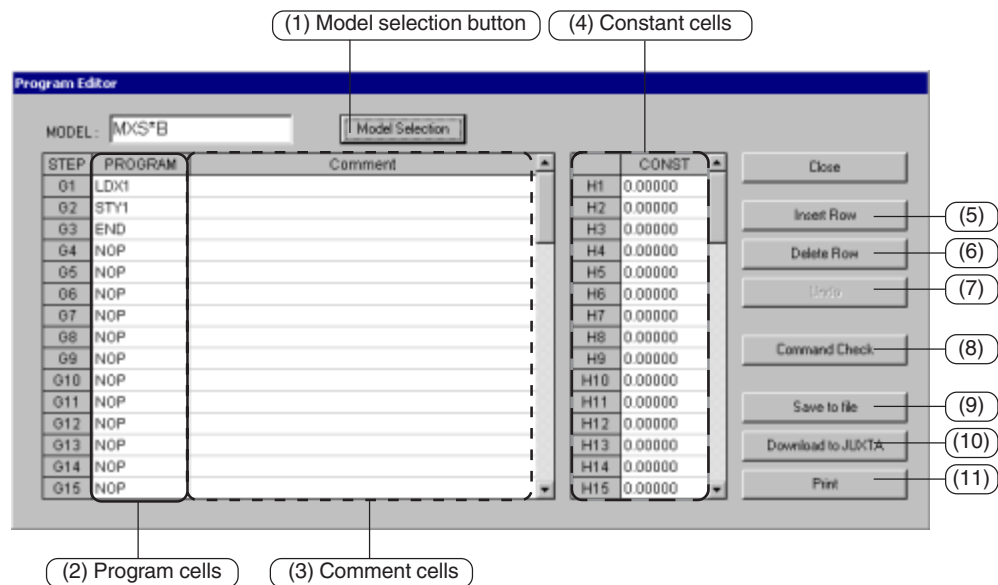 (1) Model selection button
(4) Constant cells
Program Editor
MODEL : MXS*B
Model Selection
STEP PROGRAM Comment
G1 LDX1
G2 STY1
G3 END
G4 NOP
G5 NOP
G6 NOP
G7 NOP
G8 NOP
G9 NOP
G10 NOP
G11 NOP
G12 NOP
G13 NOP
G14 NOP
G15 NOP
CONST
H1 0.00000
H2 0.00000
H3 0.00000
H4 0.00000
H5 0.00000
H6 0.00000
H7 0.00000
H8 0.00000
H9 0.00000
H10 0.00000
H11 0.00000
H12 0.00000
H13 0.00000
H14 0.00000
H15 0.00000
Close
Insert Row (5)
Delete Row (6)
Undo (7)
Command Check (8)
Save to file (9)
Download to JUXTA (10)
Print (11)
(2) Program cells
(3) Comment cells